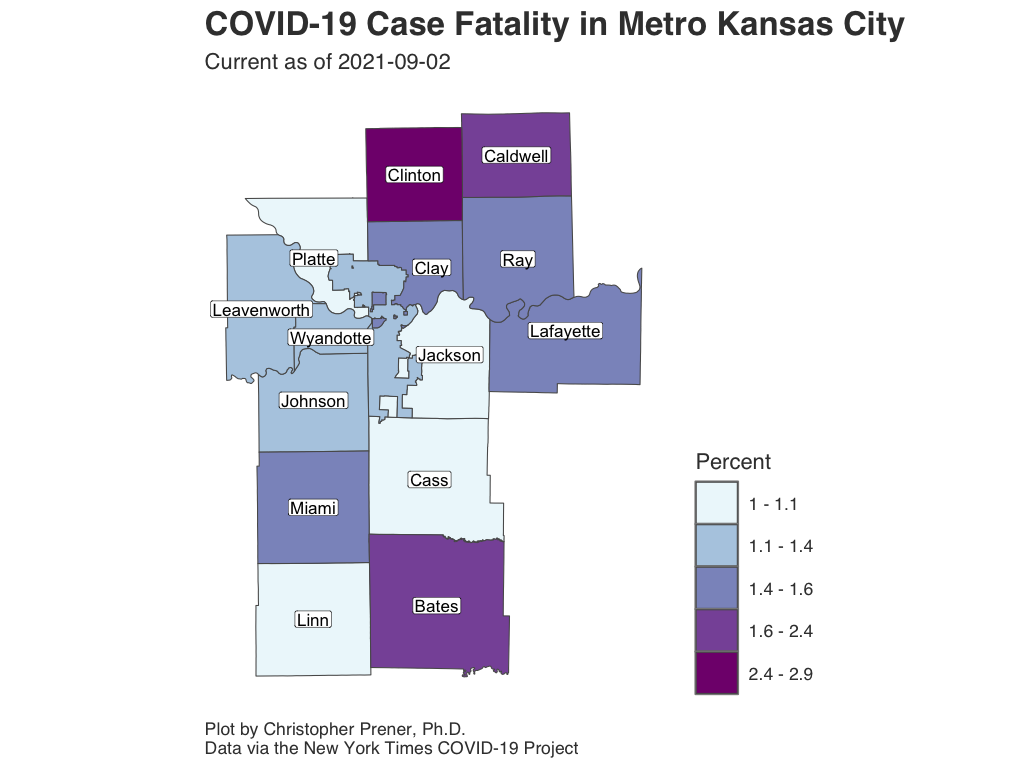 COVID-19 Case Fatality in Metro Kansas City
Current as of 2021-09-02
Caldwell
Clinton
Platte
Ray
Clay
Leavenworth
Lafayette
Wyandotte
Jackson
Johnson
Cass
Miami
Bates
Linn
Percent
1 - 1.1
1.1 - 1.4
1.4 - 1.6
1.6 - 2.4
2.4 - 2.9
Plot by Christopher Prener, Ph.D.
Data via the New York Times COVID-19 Project